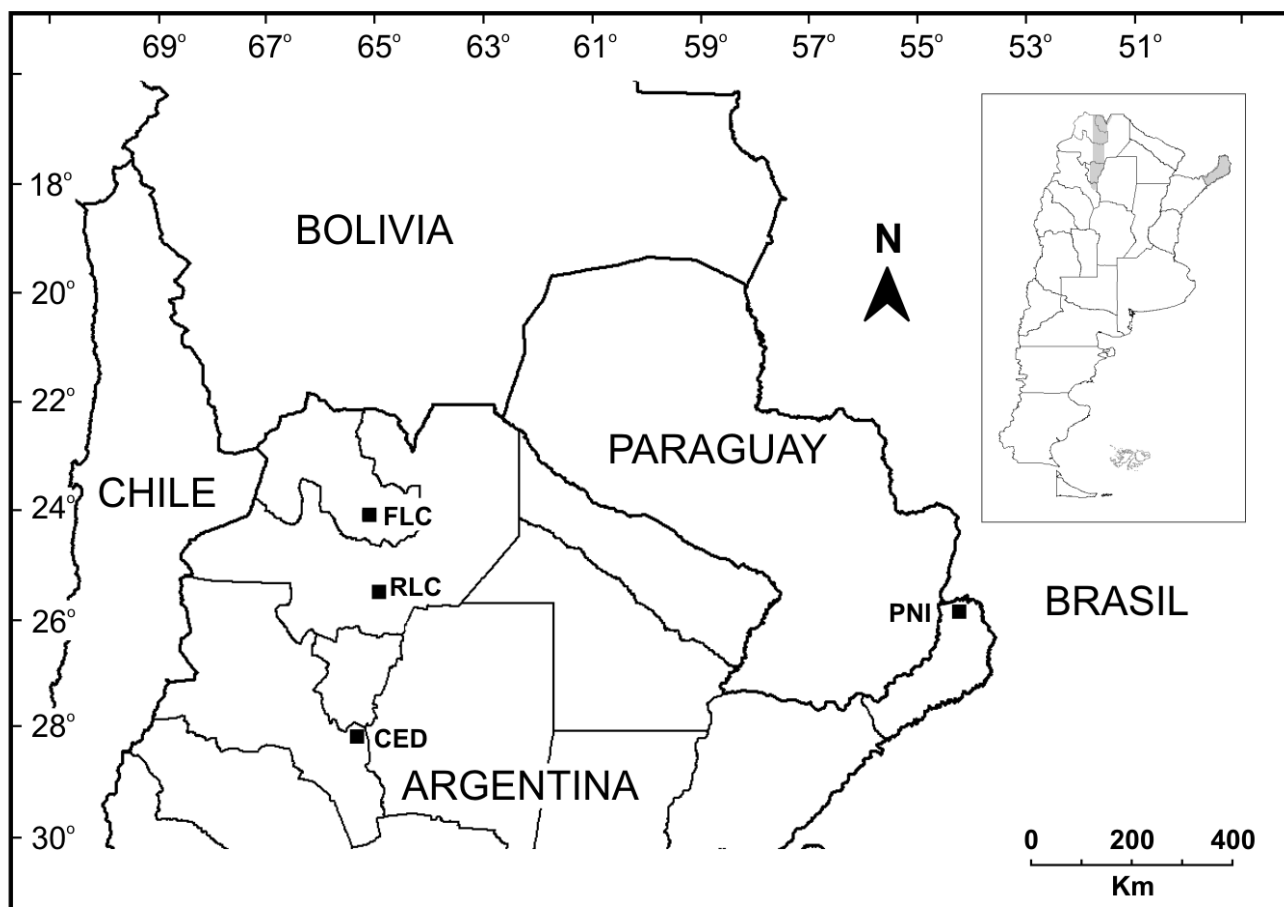 69° 67° 65° 63° 61° 59° 57° 55° 53° 51°
18°
BOLIVIA
N
20°
22°
PARAGUAY
CHILE
24°
FLC
RLC
BRASIL
PNI
26°
28°
CED
ARGENTINA
30°
0 200 400
Km